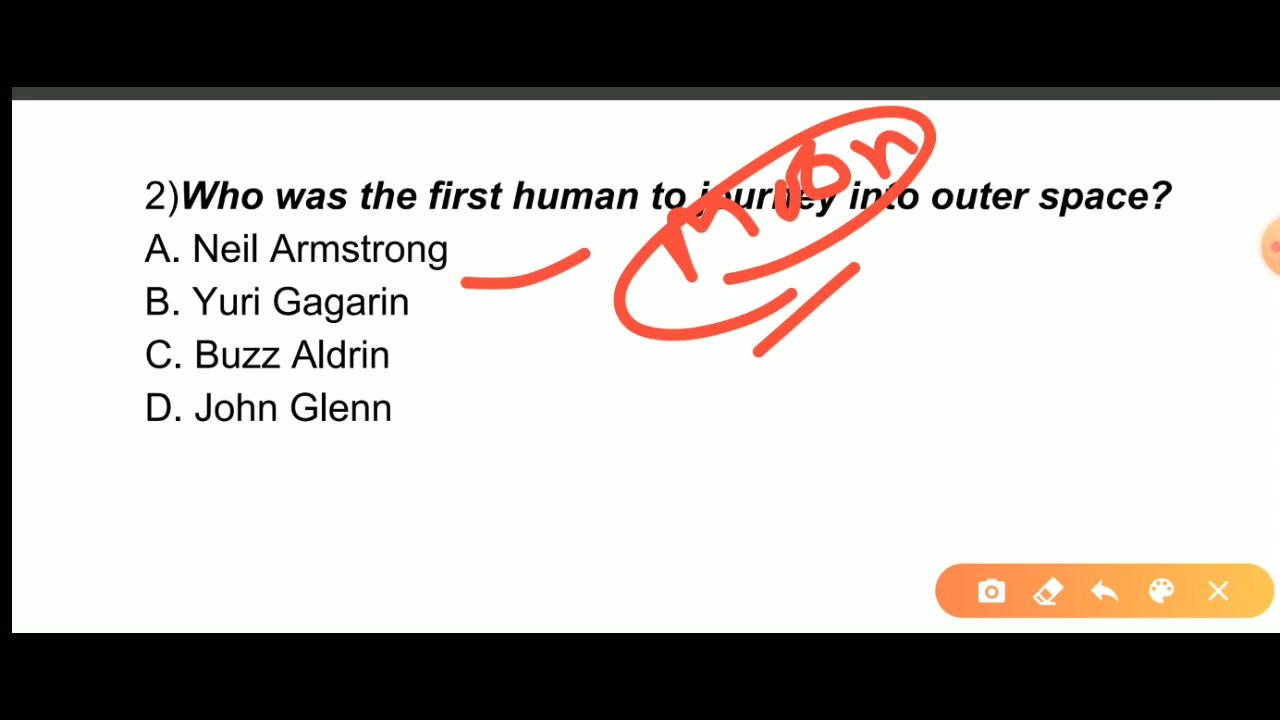 2)Who was the first human to journey into outer space?
moon
A. Neil Armstrong
B. Yuri Gagarin
C. Buzz Aldrin
D. John Glenn